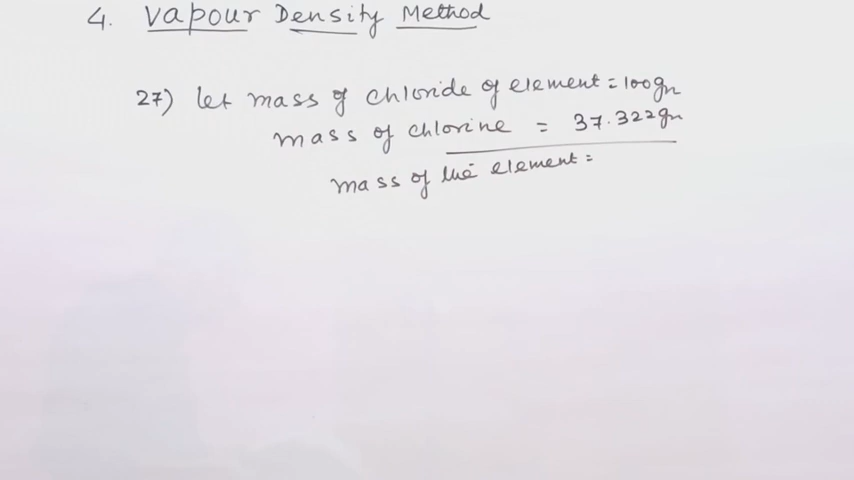 4. Vapour Density Method
27) let mass of chloride of element = 100gm
mass of chlorine = 37.322gm
mass of the element =